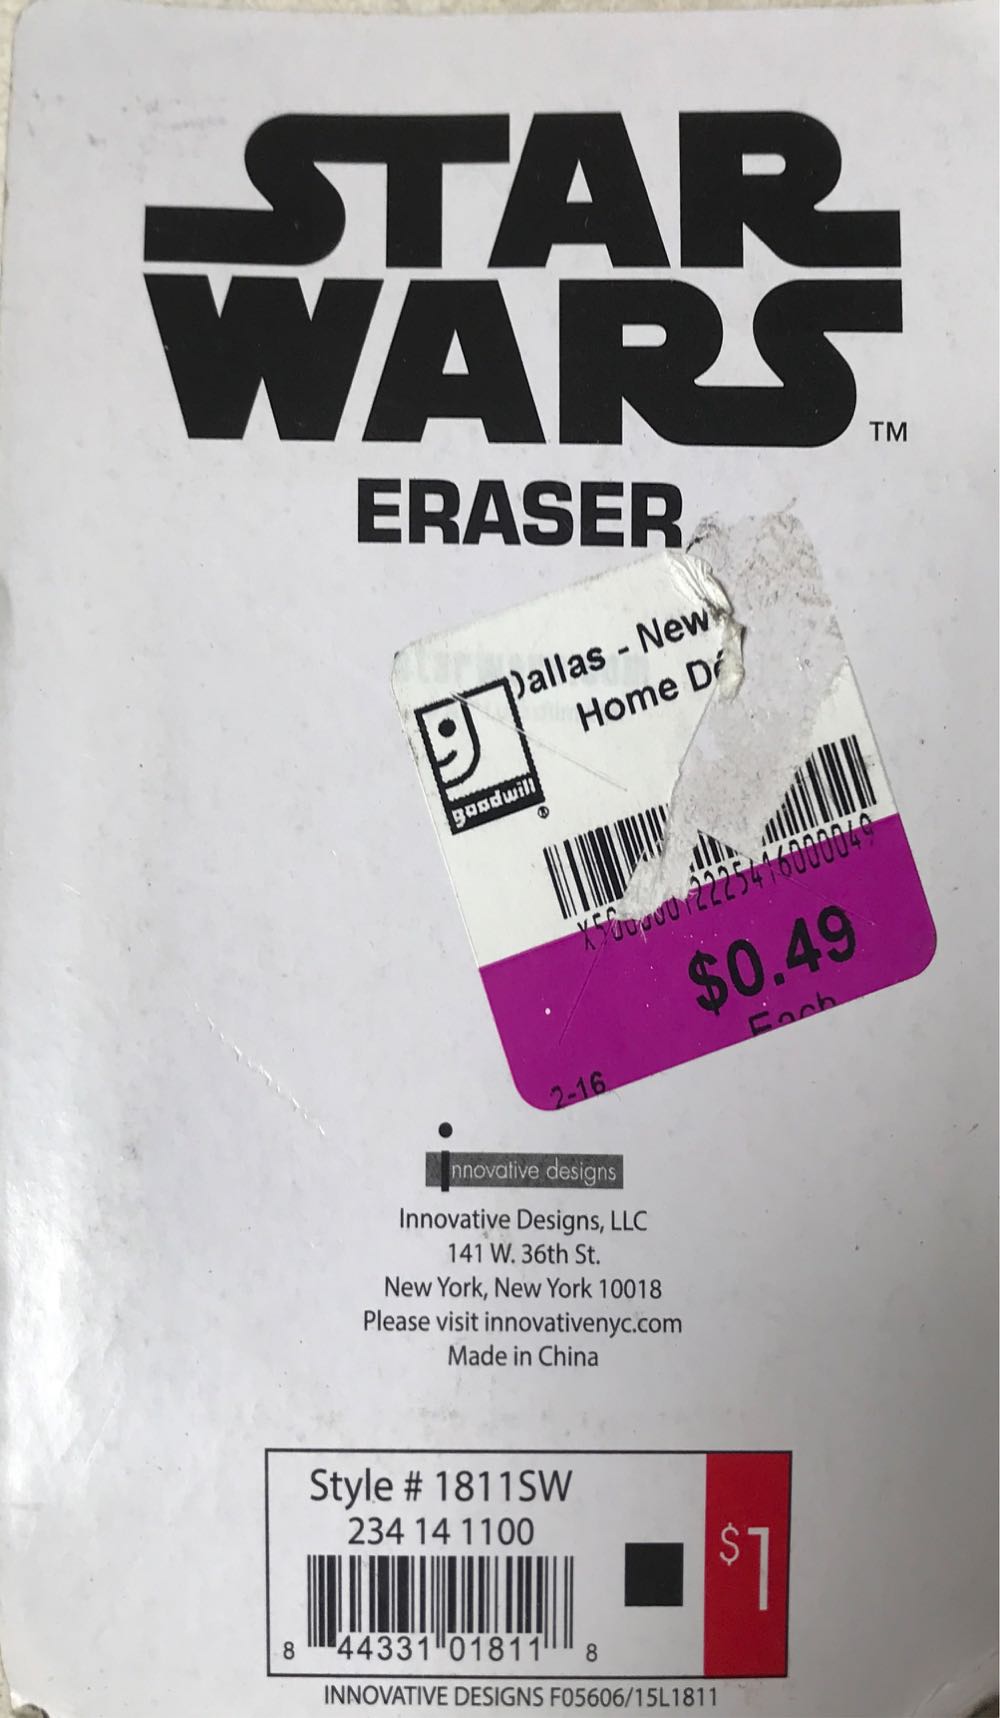 STAR
WARS
TM
ERASER
Dallas - New
Home Dé
goodwill
®
$0.49
Each
2-16
innovative designs
Innovative Designs, LLC
141 W. 36th St.
New York, New York 10018
Please visit innovativenyc.com
Made in China
Style # 1811SW
234 14 1100
$1
8 44331 01811 8
INNOVATIVE DESIGNS F05606/15L1811